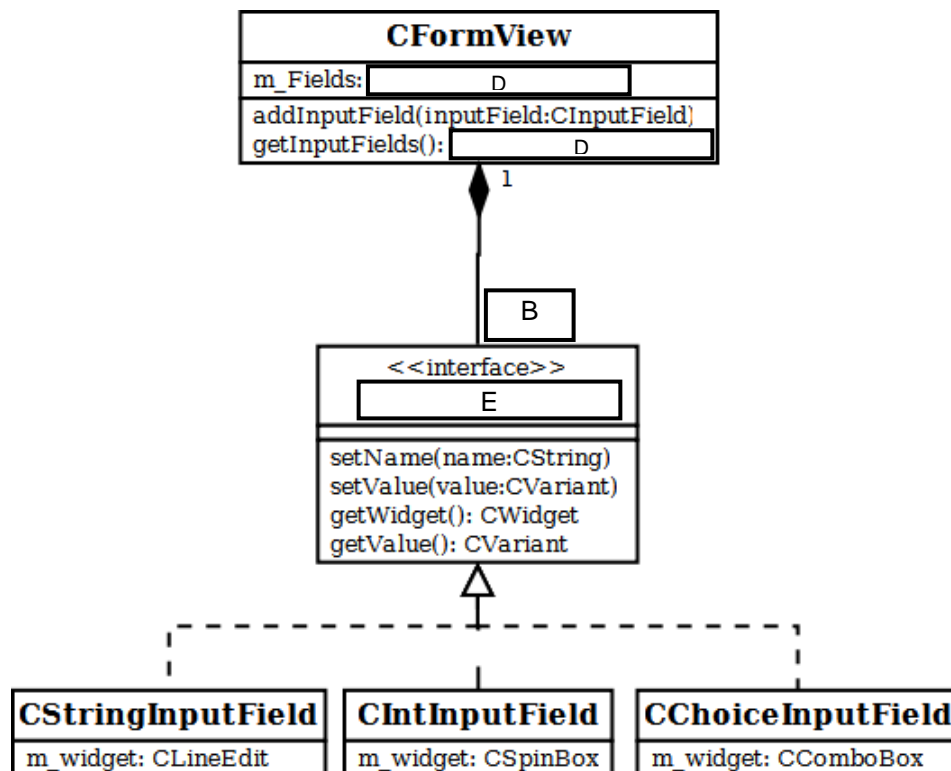 CFormView
m_Fields: D
addInputField(inputField:CInputField)
getInputFields(): D
1
B
<<interface>>
E
setName(name:CString)
setValue(value:CVariant)
getWidget(): CWidget
getValue(): CVariant
CStringInputField
m_widget: CLineEdit
CIntInputField
m_widget: CSpinBox
CChoiceInputField
m_widget: CComboBox